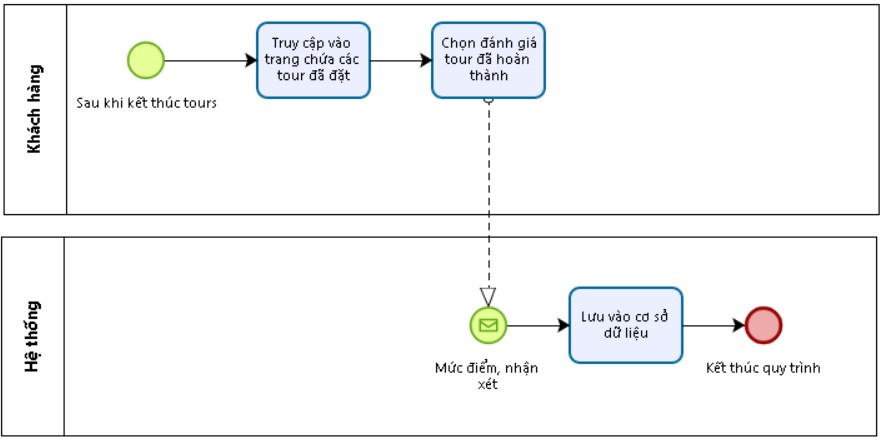 Khách hàng
Sau khi kết thúc tours
Truy cập vào
trang chứa các
tour đã đặt
Chọn đánh giá
tour đã hoàn
thành
Hệ thống
Mức điểm, nhận
xét
Lưu vào cơ sở
dữ liệu
Kết thúc quy trình